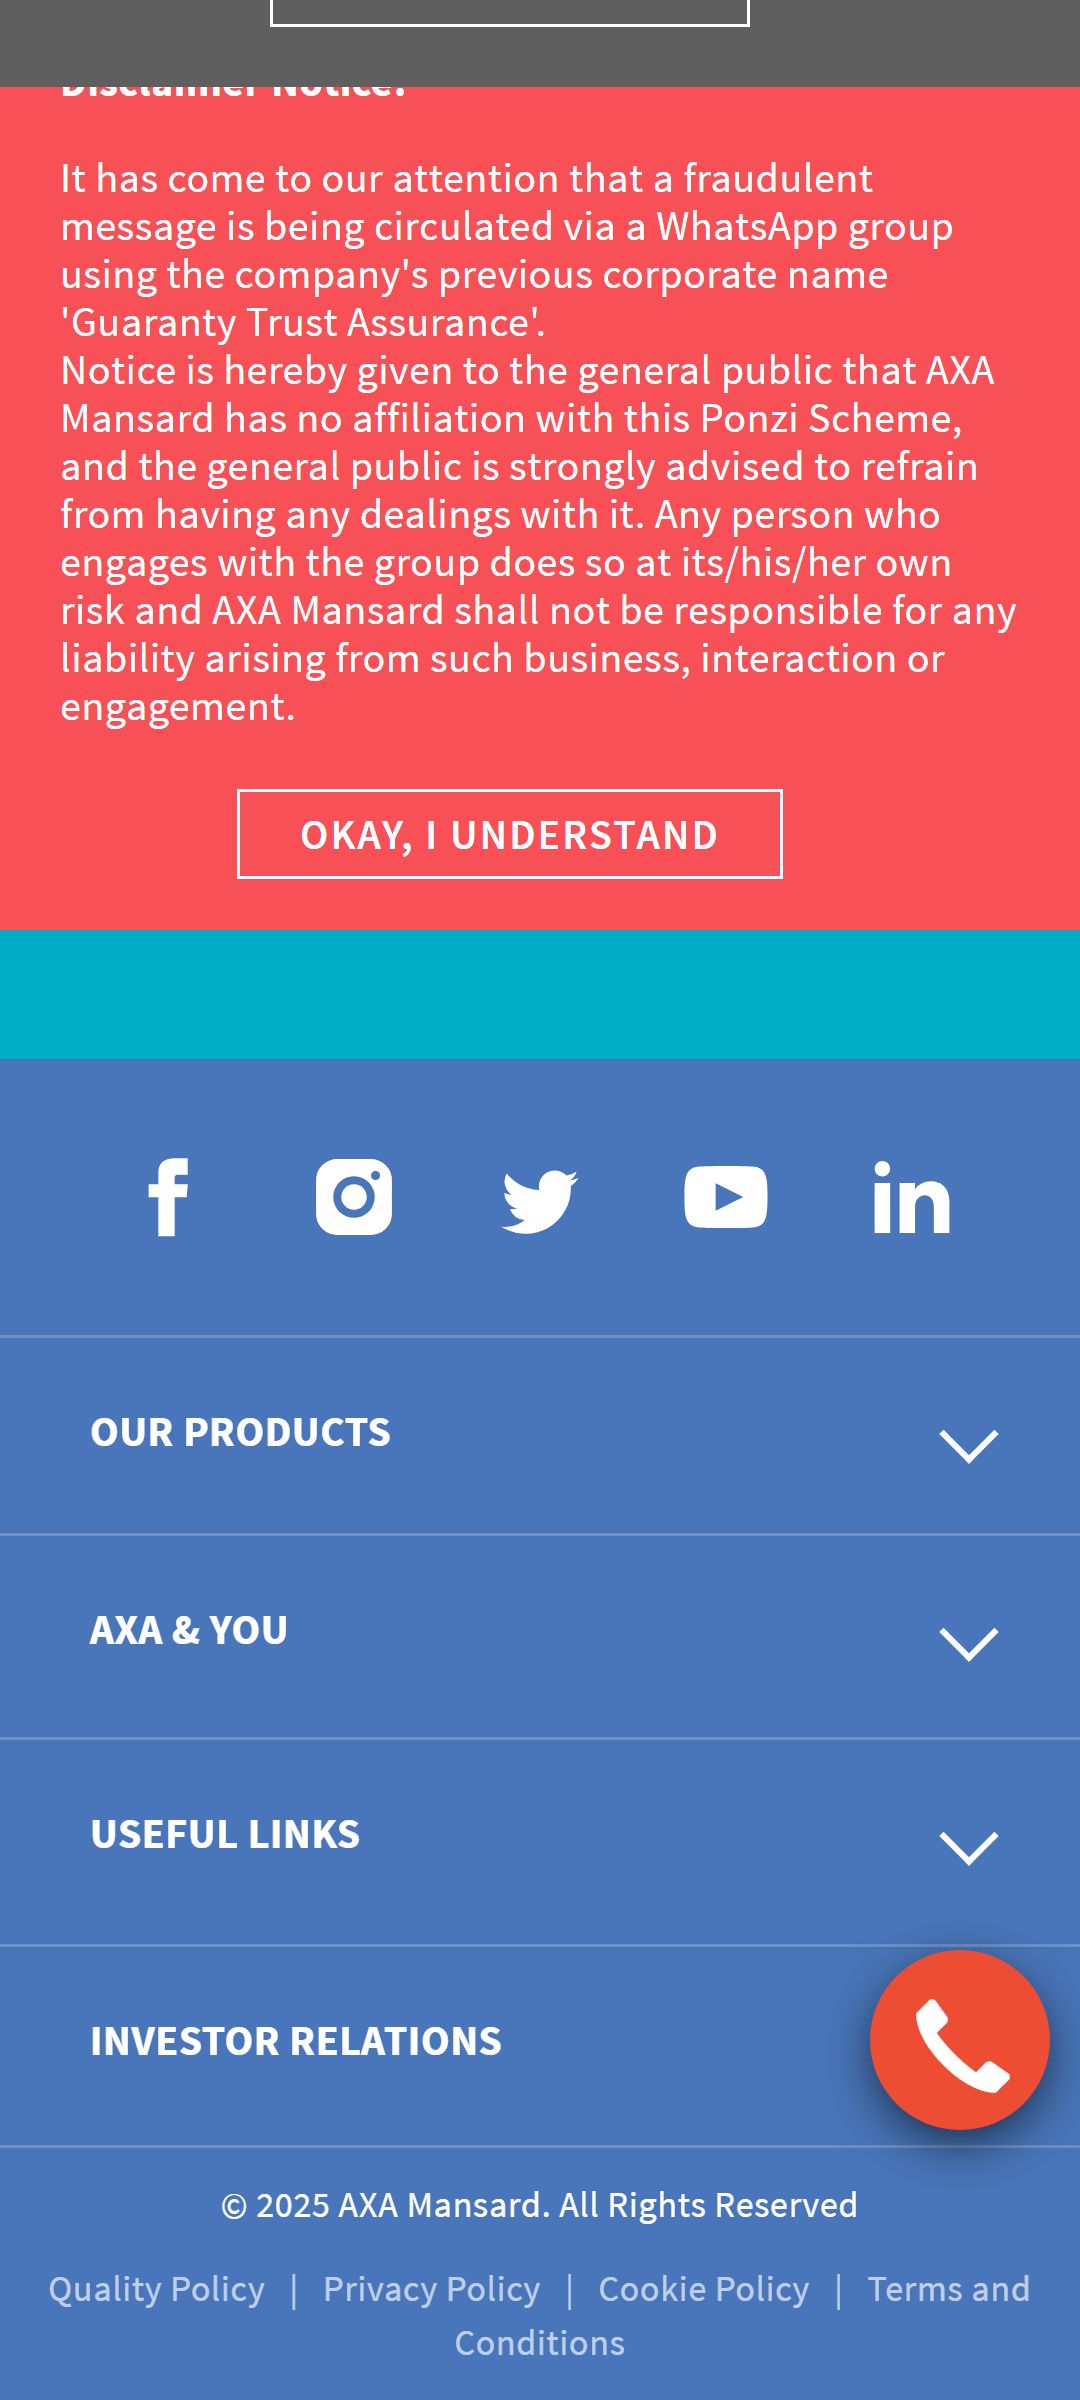 Disclaimer Notice:
It has come to our attention that a fraudulent
message is being circulated via a WhatsApp group
using the company's previous corporate name
'Guaranty Trust Assurance'.
Notice is hereby given to the general public that AXA
Mansard has no affiliation with this Ponzi Scheme,
and the general public is strongly advised to refrain
from having any dealings with it. Any person who
engages with the group does so at its/his/her own
risk and AXA Mansard shall not be responsible for any
liability arising from such business, interaction or
engagement.
OKAY, I UNDERSTAND
OUR PRODUCTS
AXA & YOU
USEFUL LINKS
INVESTOR RELATIONS
© 2025 AXA Mansard. All Rights Reserved
Quality Policy | Privacy Policy | Cookie Policy | Terms and
Conditions